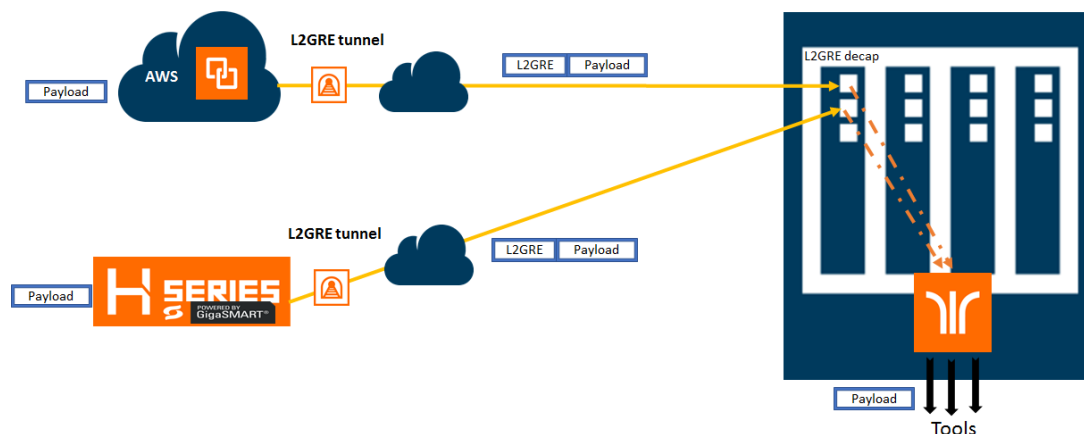 L2GRE tunnel
AWS
Payload
L2GRE Payload
L2GRE decap
L2GRE tunnel
L2GRE Payload
Payload
H SERIES
POWERED BY
GigaSMART®
Payload
Tools